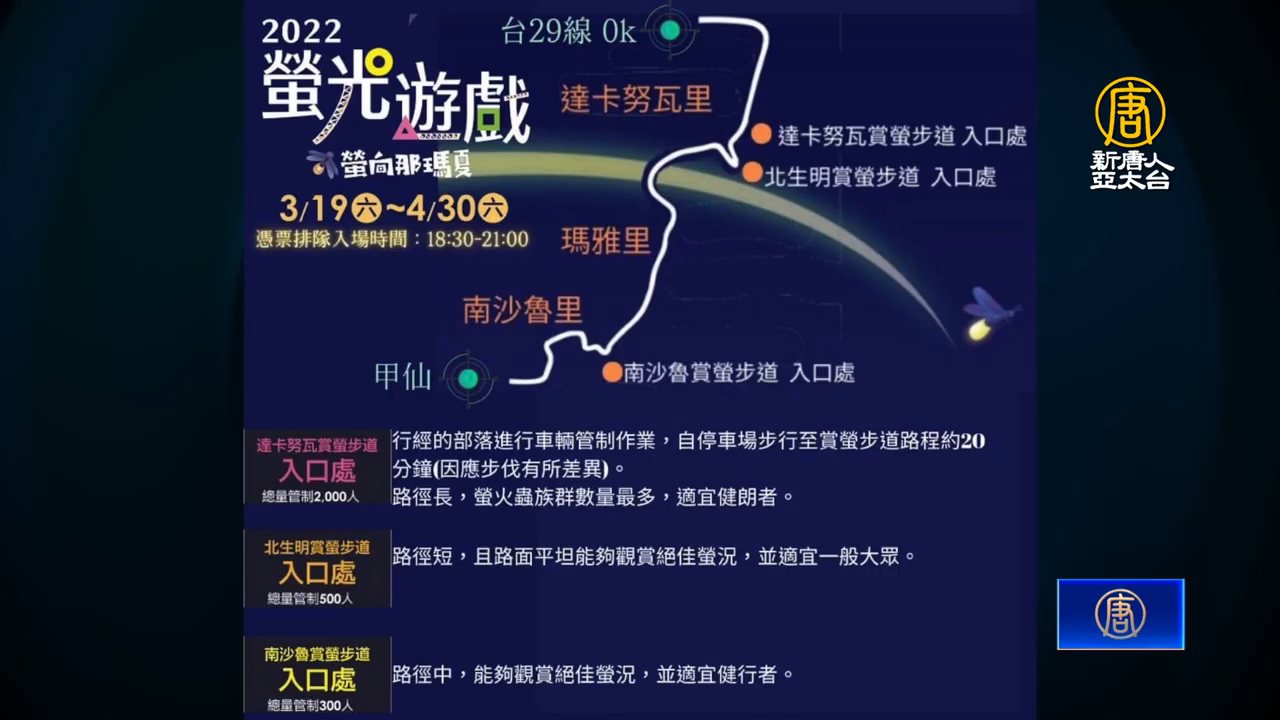 2022
螢光遊戲
螢向那瑪夏
3/19㊅~4/30㊅
憑票排隊入場時間：18:30-21:00
台29線 0k
達卡努瓦里
達卡努瓦賞螢步道 入口處
北生明賞螢步道 入口處
瑪雅里
南沙魯里
甲仙
南沙魯賞螢步道 入口處
唐
新唐人
亞太台
達卡努瓦賞螢步道
入口處
總量管制2,000人
行經的部落進行車輛管制作業，自停車場步行至賞螢步道路程約20
分鐘(因應步伐有所差異)。
路徑長，螢火蟲族群數量最多，適宜健朗者。
北生明賞螢步道
入口處
總量管制500人
路徑短，且路面平坦能夠觀賞絕佳螢況，並適宜一般大眾。
唐
南沙魯賞螢步道
入口處
總量管制300人
路徑中，能夠觀賞絕佳螢況，並適宜健行者。